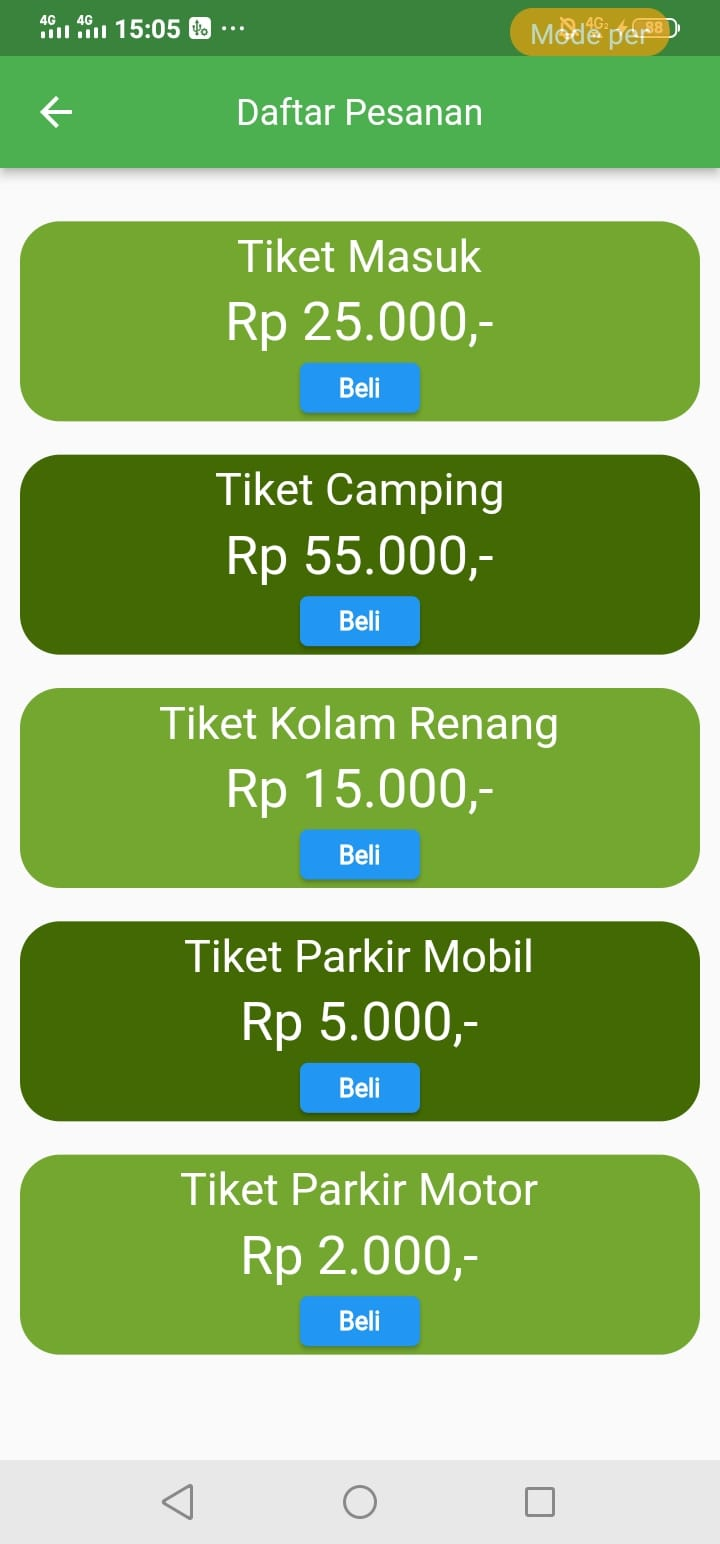 4G 4G 15:05 ... 4G2 88
Mode per
Daftar Pesanan
Tiket Masuk
Rp 25.000,-
Beli
Tiket Camping
Rp 55.000,-
Beli
Tiket Kolam Renang
Rp 15.000,-
Beli
Tiket Parkir Mobil
Rp 5.000,-
Beli
Tiket Parkir Motor
Rp 2.000,-
Beli